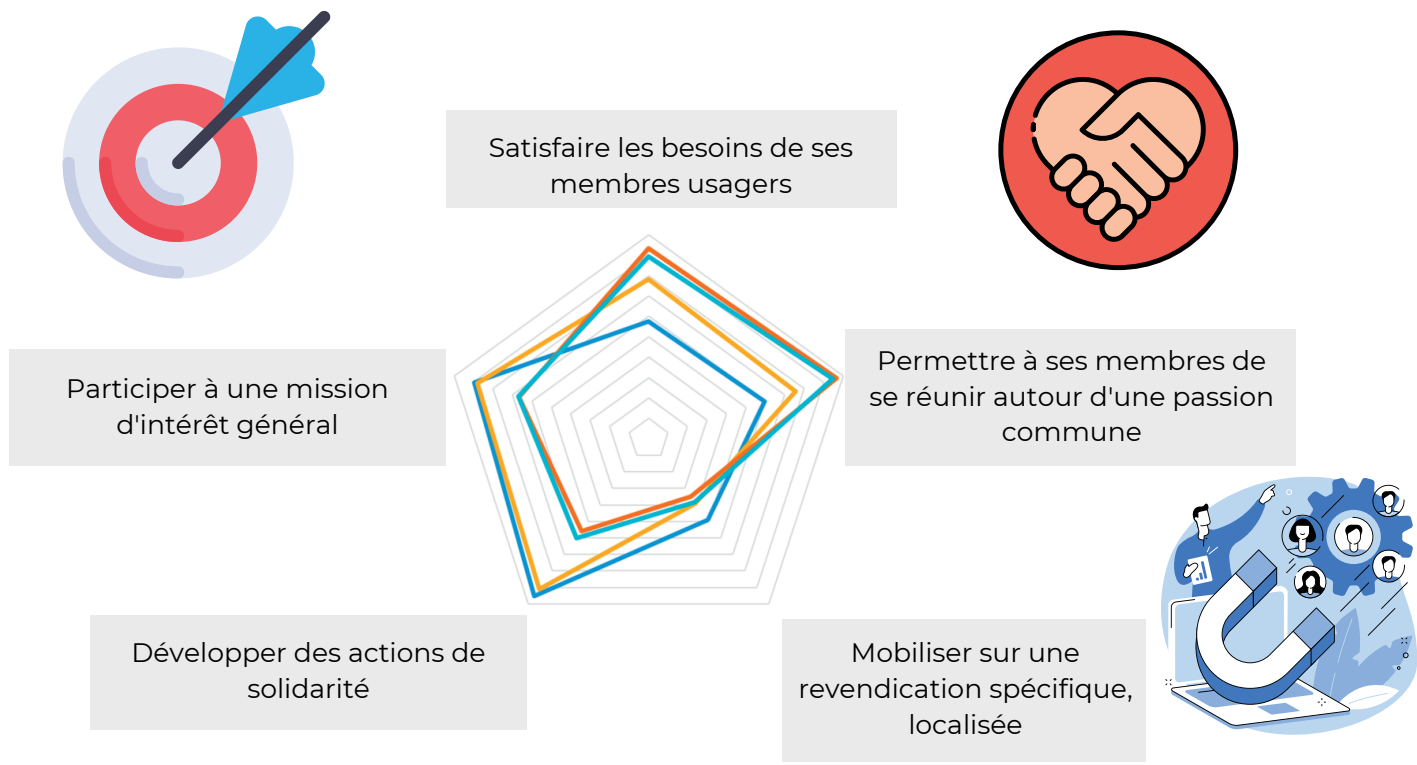 Satisfaire les besoins de ses
membres usagers
Permettre à ses membres de
se réunir autour d'une passion
commune
Participer à une mission
d'intérêt général
Développer des actions de
solidarité
Mobiliser sur une
revendication spécifique,
localisée